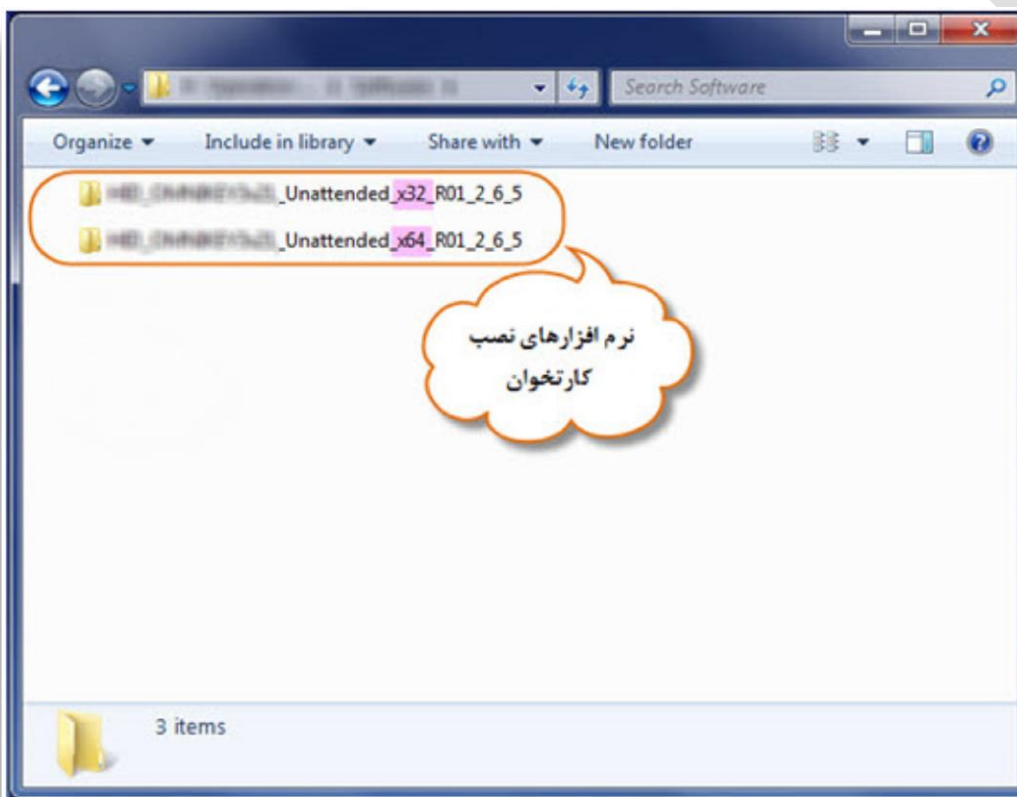 Search Software
Organize Include in library Share with New folder
_Unattended_x32_R01_2_6_5
_Unattended_x64_R01_2_6_5
نرم افزارهای نصب
کارتخوان
3 items